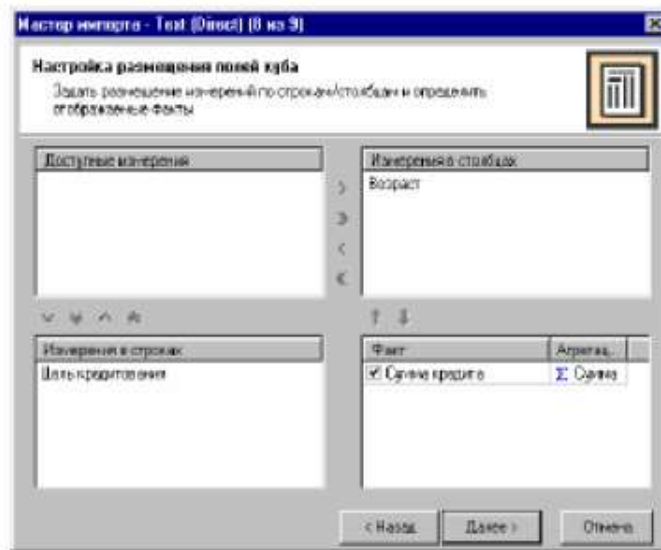 Мастер импорта - Text (Direct) (8 из 9)
Настройка размещения полей куба
Задать размещение измерений по строкам/столбцам и определить
отображаемые факты
Доступные измерения
Измерения в столбцах
Возраст
Измерения в строках
Цель кредитования
Факт
Агрегац..
Сумма кредита
Σ Сумма
< Назад
Далее >
Отмена